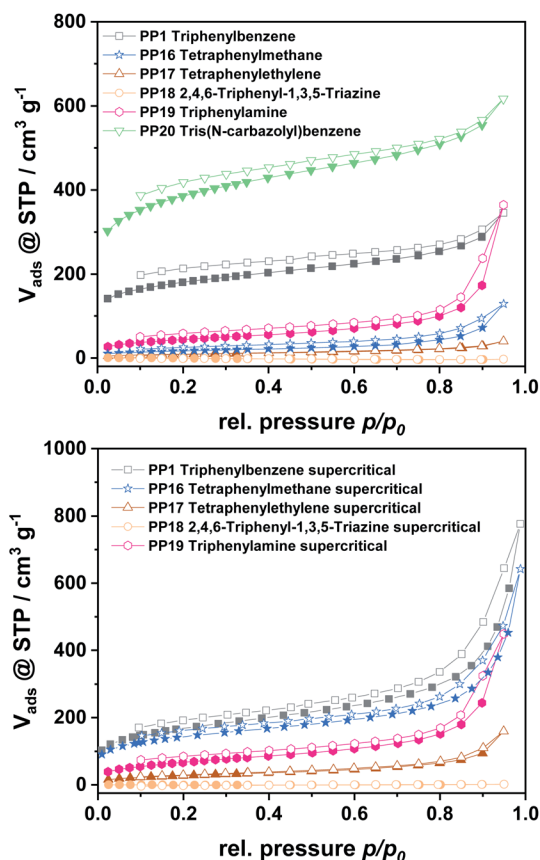 800
600
400
200
0
V_ads @ STP / cm³ g⁻¹
PP1 Triphenylbenzene
PP16 Tetraphenylmethane
PP17 Tetraphenylethylene
PP18 2,4,6-Triphenyl-1,3,5-Triazine
PP19 Triphenylamine
PP20 Tris(N-carbazolyl)benzene
0.0 0.2 0.4 0.6 0.8 1.0
rel. pressure p/p₀
1000
800
600
400
200
0
V_ads @ STP / cm³ g⁻¹
PP1 Triphenylbenzene supercritical
PP16 Tetraphenylmethane supercritical
PP17 Tetraphenylethylene supercritical
PP18 2,4,6-Triphenyl-1,3,5-Triazine supercritical
PP19 Triphenylamine supercritical
0.0 0.2 0.4 0.6 0.8 1.0
rel. pressure p/p₀